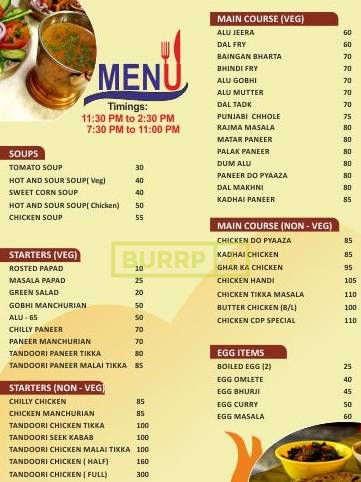 MENU
Timings:
11:30 PM to 2:30 PM
7:30 PM to 11:00 PM
SOUPS
TOMATO SOUP 30
HOT AND SOUR SOUP( Veg) 40
SWEET CORN SOUP 40
HOT AND SOUR SOUP( Chicken) 50
CHICKEN SOUP 55
STARTERS (VEG)
ROSTED PAPAD 10
MASALA PAPAD 25
GREEN SALAD 20
GOBHI MANCHURIAN 50
ALU - 65 50
CHILLY PANEER 70
PANEER MANCHURIAN 70
TANDOORI PANEER TIKKA 80
TANDOORI PANEER MALAI TIKKA 85
STARTERS (NON - VEG)
CHILLY CHICKEN 85
CHICKEN MANCHURIAN 85
TANDOORI CHICKEN TIKKA 100
TANDOORI SEEK KABAB 100
TANDOORI CHICKEN MALAI TIKKA 100
TANDOORI CHICKEN ( HALF) 160
TANDOORI CHICKEN ( FULL) 300
MAIN COURSE (VEG)
ALU JEERA 60
DAL FRY 60
BAINGAN BHARTA 70
BHINDI FRY 70
ALU GOBHI 70
ALU MUTTER 70
DAL TADK 70
PUNJABI CHHOLE 75
RAJMA MASALA 80
MATAR PANEER 80
PALAK PANEER 80
DUM ALU 80
PANEER DO PYAAZA 80
DAL MAKHNI 80
KADHAI PANEER 85
MAIN COURSE (NON - VEG)
CHICKEN DO PYAAZA 85
KADHAI CHICKEN 85
GHAR KA CHICKEN 95
CHICKEN HANDI 105
CHICKEN TIKKA MASALA 110
BUTTER CHICKEN (B/L) 100
CHICKEN CDP SPECIAL 110
EGG ITEMS
BOILED EGG (2) 25
EGG OMLETE 40
EGG BHURJI 45
EGG CURRY 50
EGG MASALA 60
BURRP